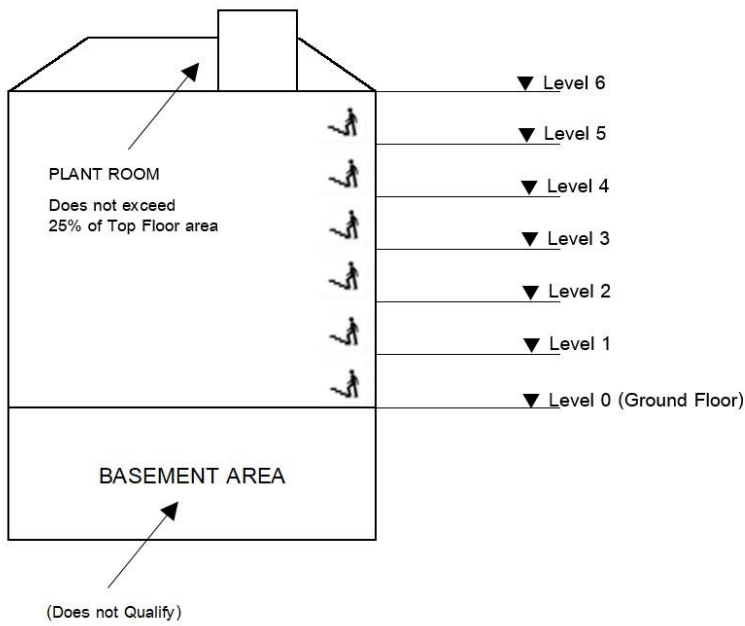 Level 6
Level 5
PLANT ROOM
Does not exceed
25% of Top Floor area
Level 4
Level 3
Level 2
Level 1
Level 0 (Ground Floor)
BASEMENT AREA
(Does not Qualify)